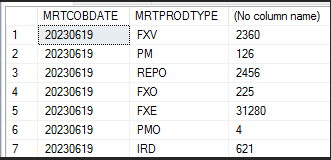 MRTCOBDATE MRTPRODTYPE (No column name)
1 20230619 FXV 2360
2 20230619 PM 126
3 20230619 REPO 2456
4 20230619 FXO 225
5 20230619 FXE 31280
6 20230619 PMO 4
7 20230619 IRD 621